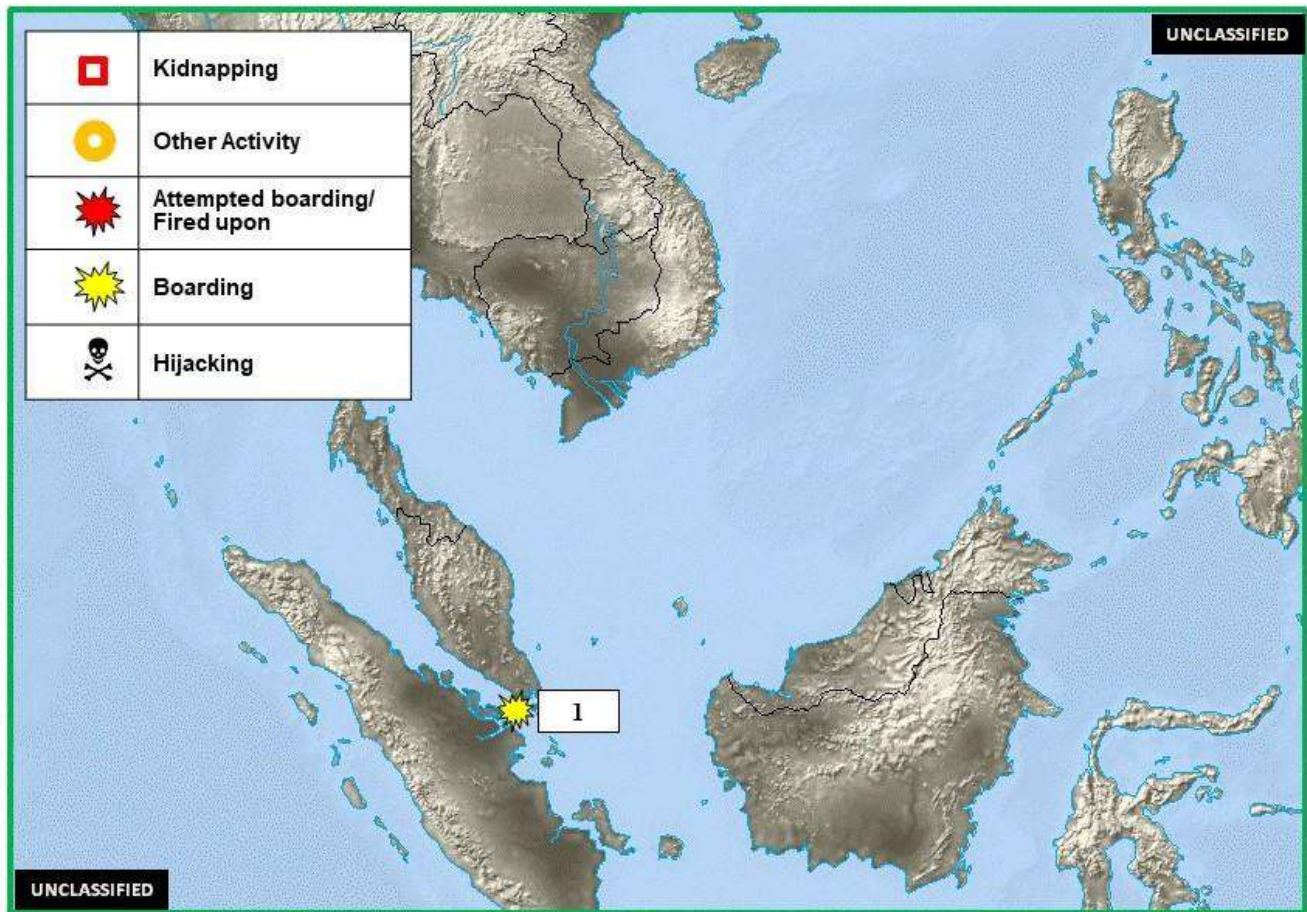 UNCLASSIFIED
Kidnapping
Other Activity
Attempted boarding/
Fired upon
Boarding
Hijacking
1
UNCLASSIFIED